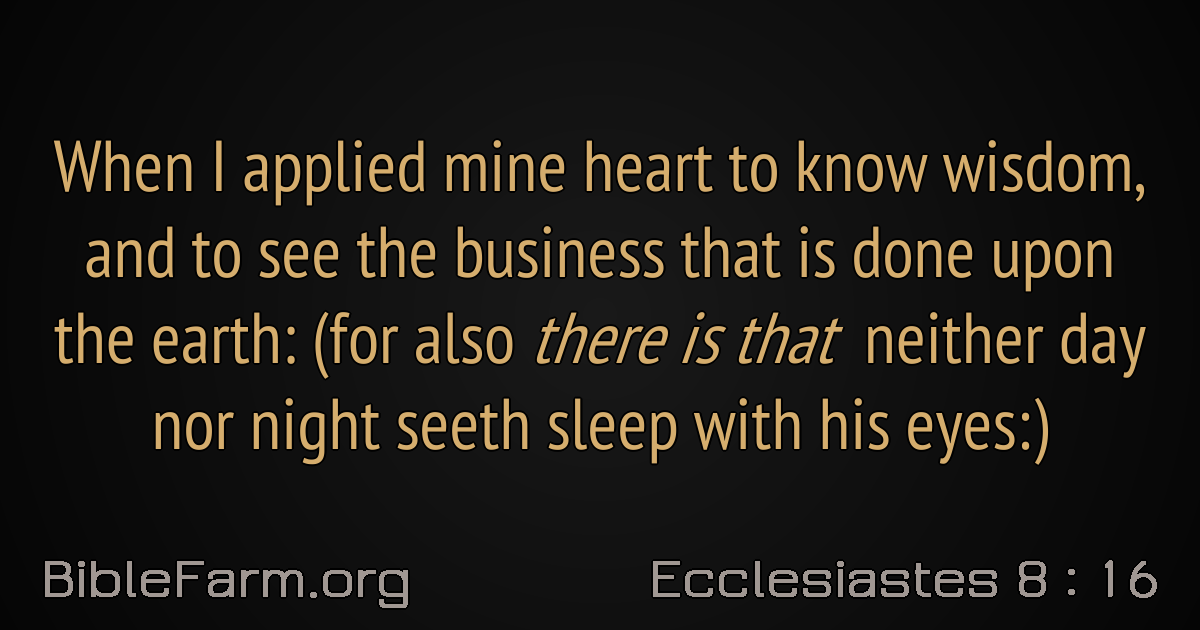 When I applied mine heart to know wisdom,
and to see the business that is done upon
the earth: (for also there is that neither day
nor night seeth sleep with his eyes:)
BibleFarm.org
Ecclesiastes 8 : 16